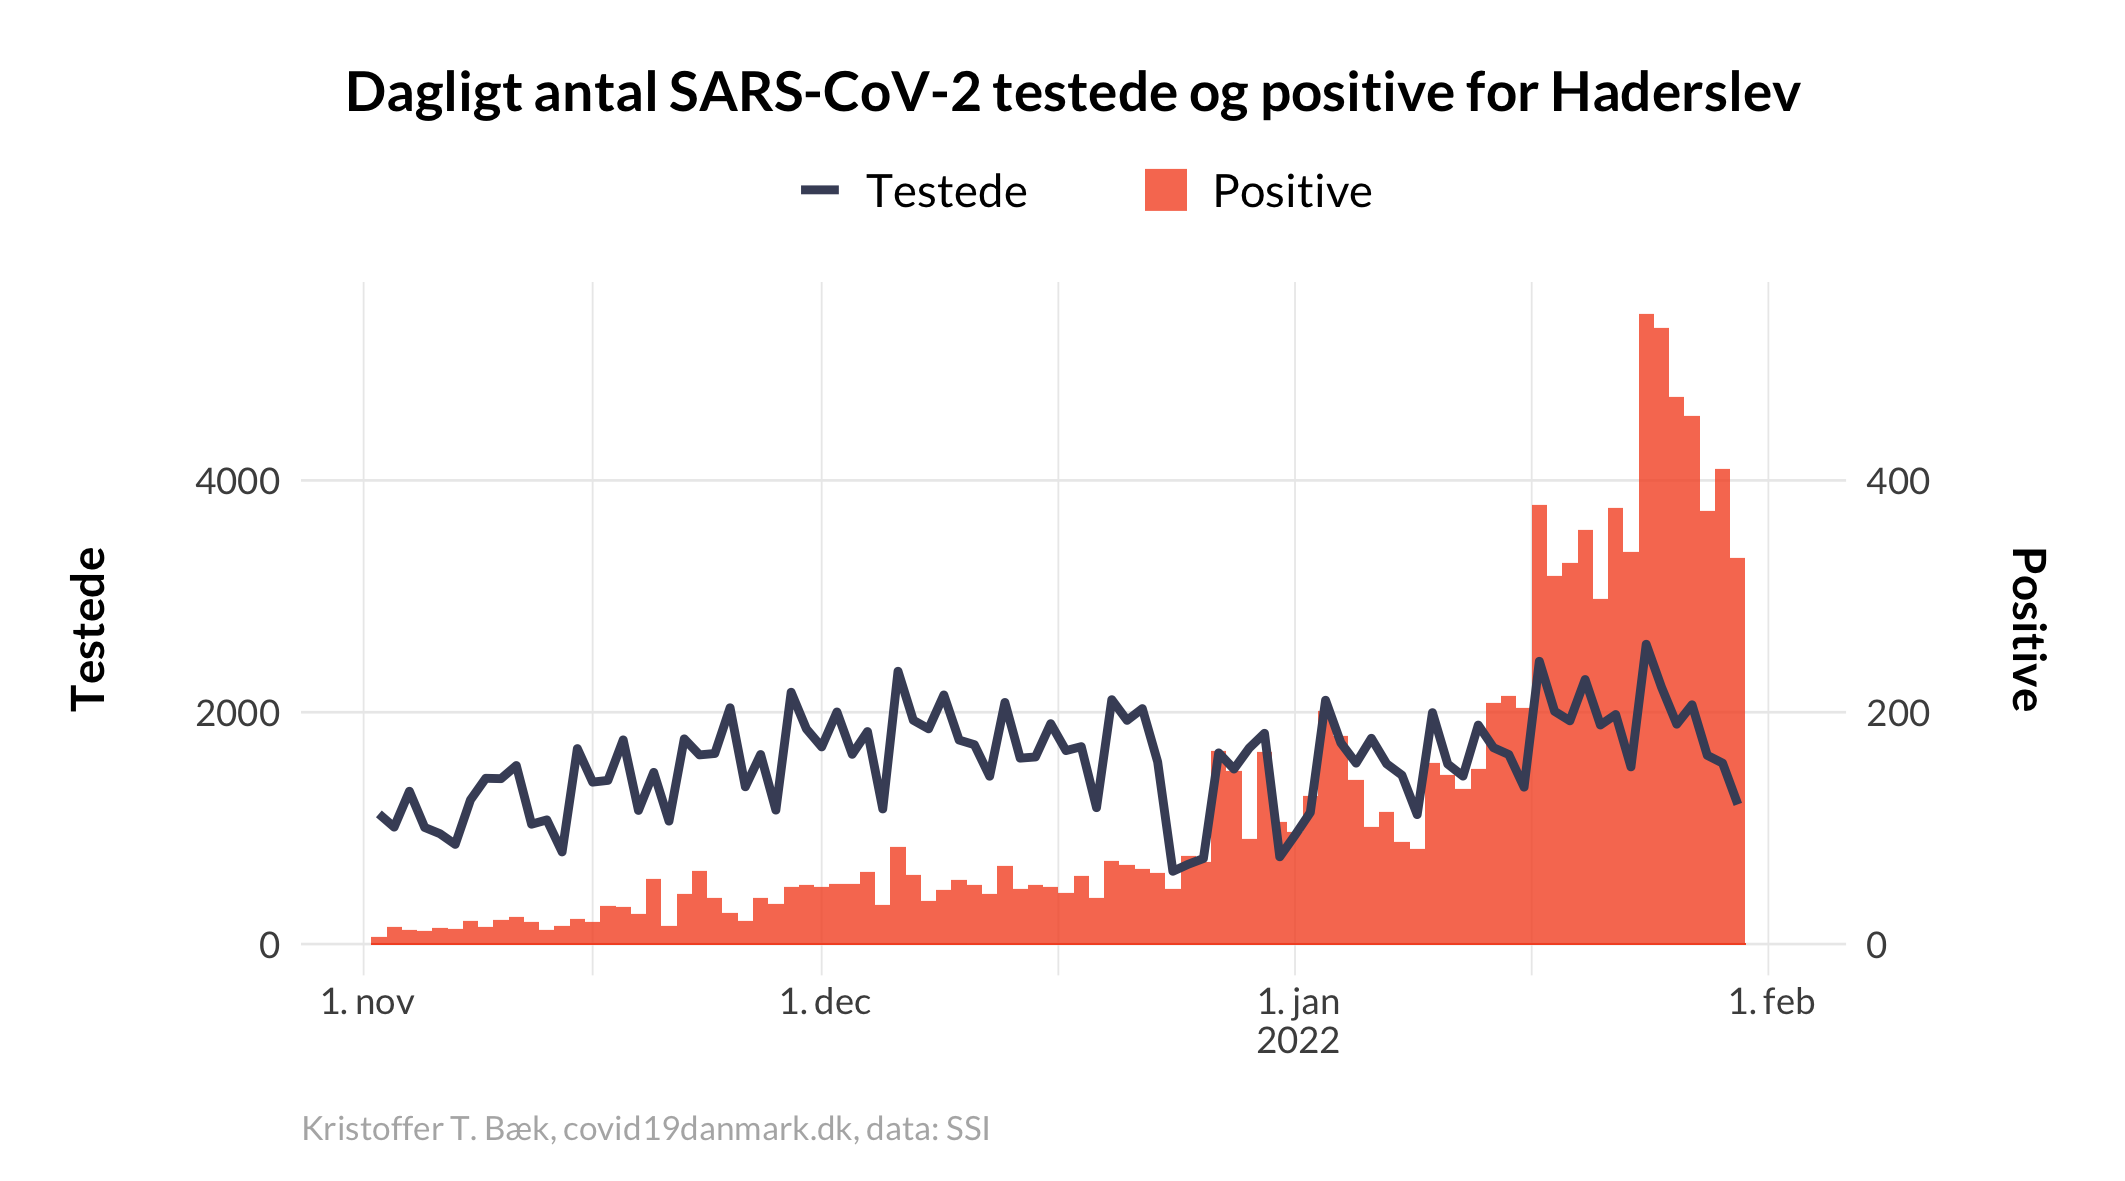 Dagligt antal SARS-CoV-2 testede og positive for Haderslev
Testede
Positive
4000
2000
0
Testede
400
200
0
Positive
1. nov
1. dec
1. jan
2022
1. feb
Kristoffer T. Bæk, covid19danmark.dk, data: SSI